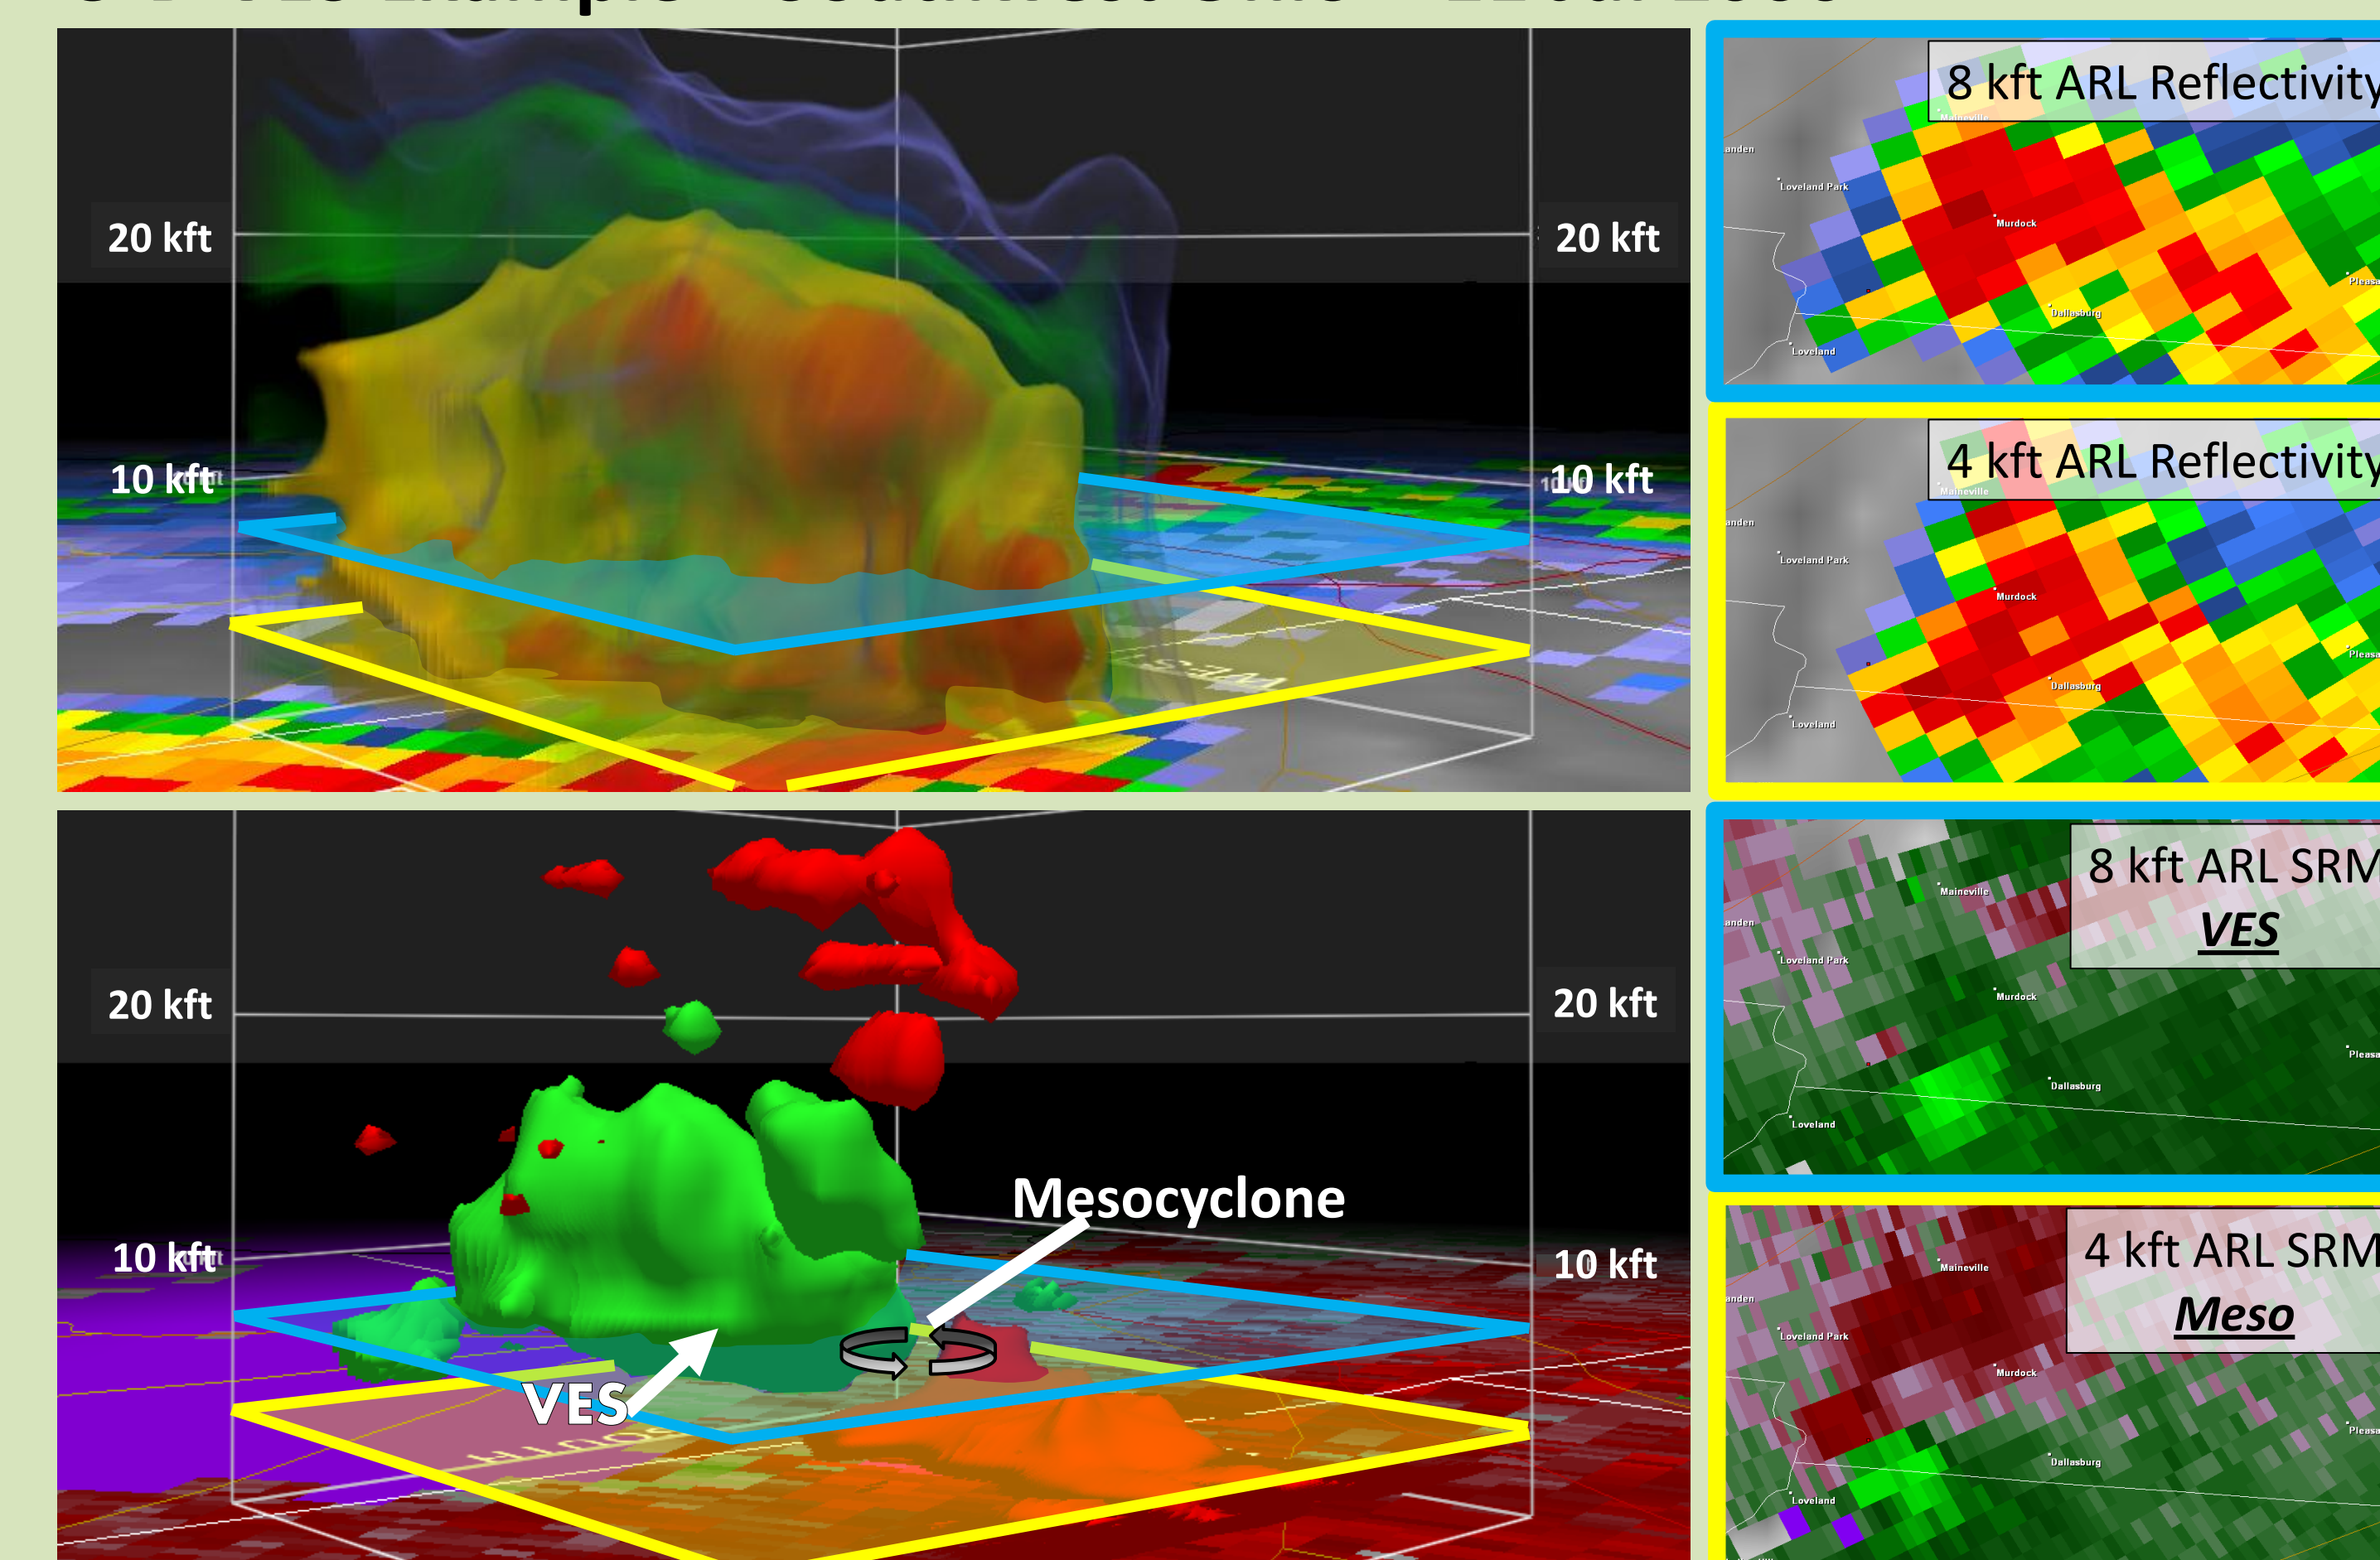 20 kft
20 kft
10 kft
10 kft
WEST
8 kft ARL Reflectivity
Maineville
Loveland Park
Murdock
Dallasburg
Loveland
4 kft ARL Reflectivity
Maineville
Loveland Park
Murdock
Dallasburg
Loveland
20 kft
20 kft
Mesocyclone
10 kft
10 kft
VES
SOUTH
8 kft ARL SRM
VES
Maineville
Loveland Park
Murdock
Dallasburg
Loveland
4 kft ARL SRM
Meso
Maineville
Loveland Park
Murdock
Dallasburg
Loveland